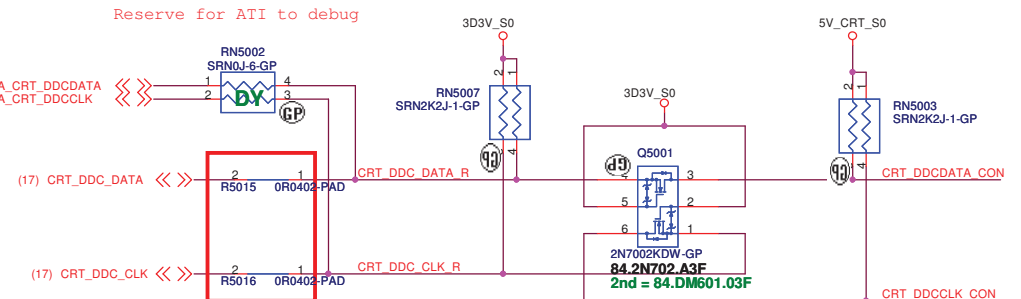 Reserve for ATI to debug
3D3V_S0
5V_CRT_S0
RN5002
SRN0J-6-GP
A_CRT_DDCDATA
A_CRT_DDCCLK
1
4
2
3
DY
GP
RN5007
SRN2K2J-1-GP
2
1
3
4
GP
3D3V_S0
RN5003
SRN2K2J-1-GP
2
1
3
4
GP
GP
Q5001
(17) CRT_DDC_DATA
2
1
R5015
0R0402-PAD
CRT_DDC_DATA_R
4
3
5
2
6
1
CRT_DDCDATA_CON
2N7002KDW-GP
84.2N702.A3F
2nd = 84.DM601.03F
(17) CRT_DDC_CLK
2
1
R5016
0R0402-PAD
CRT_DDC_CLK_R
CRT_DDCCLK_CON